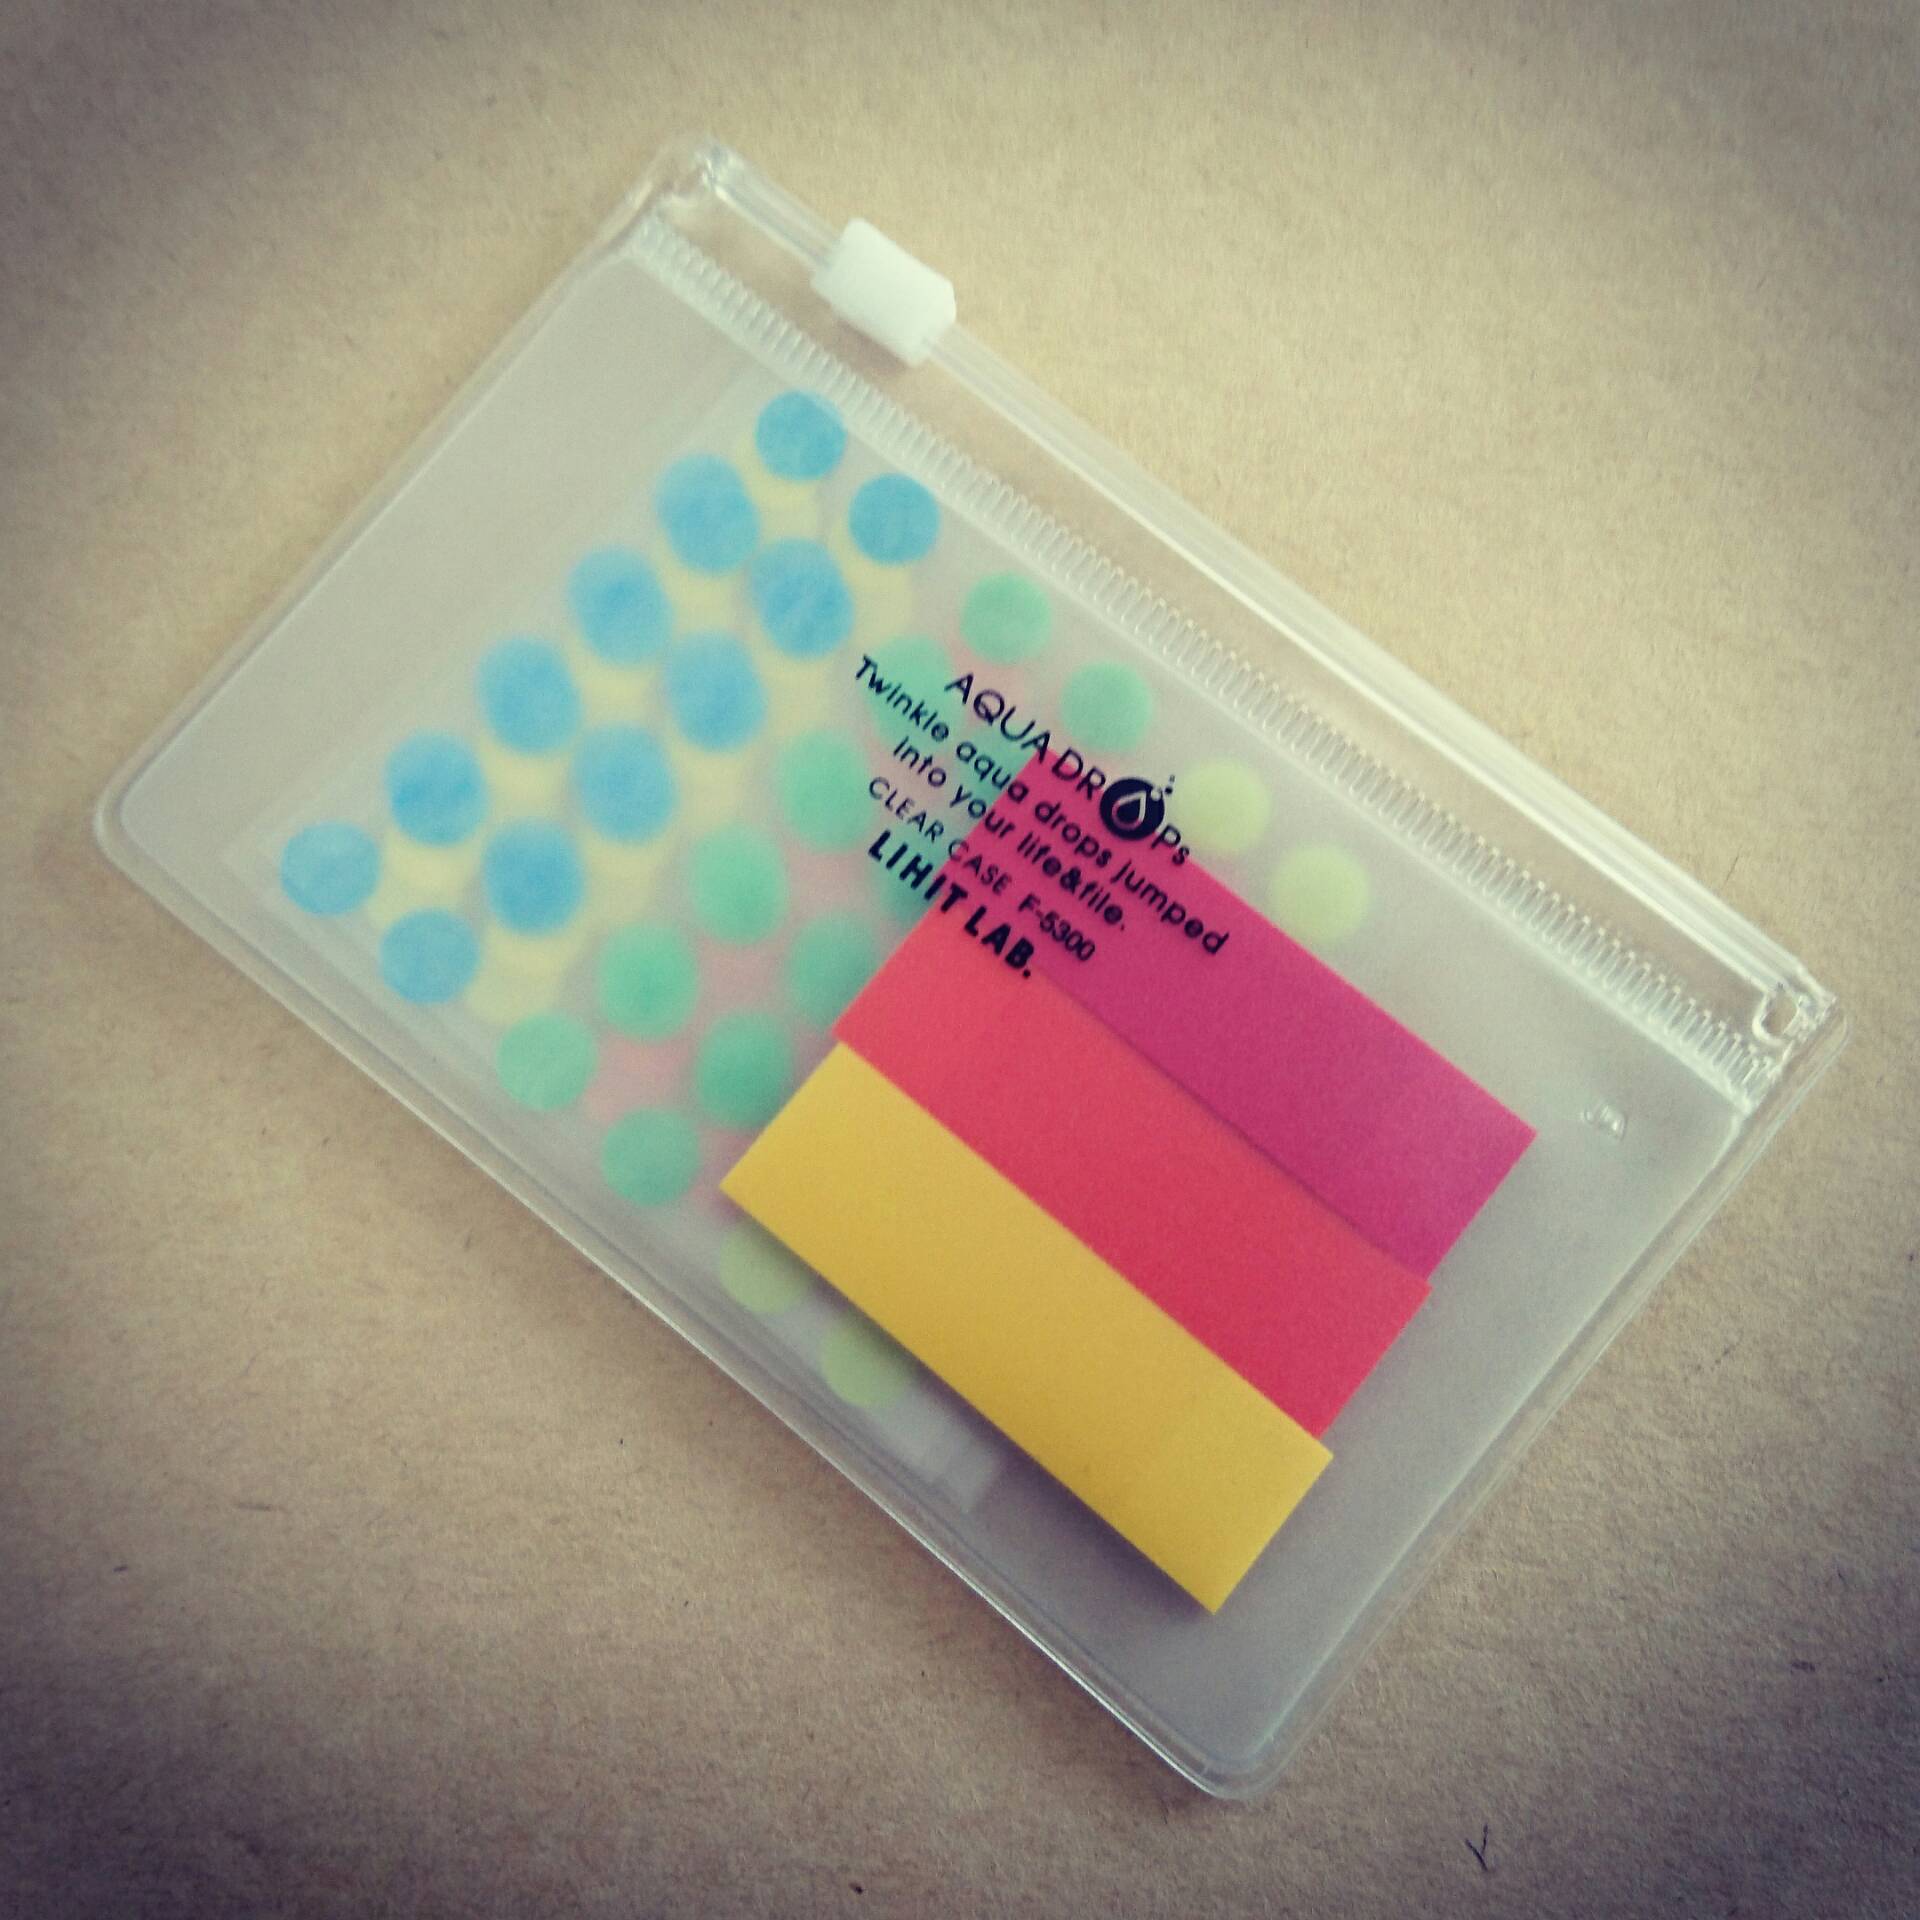 AQUA DROPs
Twinkle aqua drops jumped
into your life&file.
CLEAR CASE F-5300
LIHIT LAB.